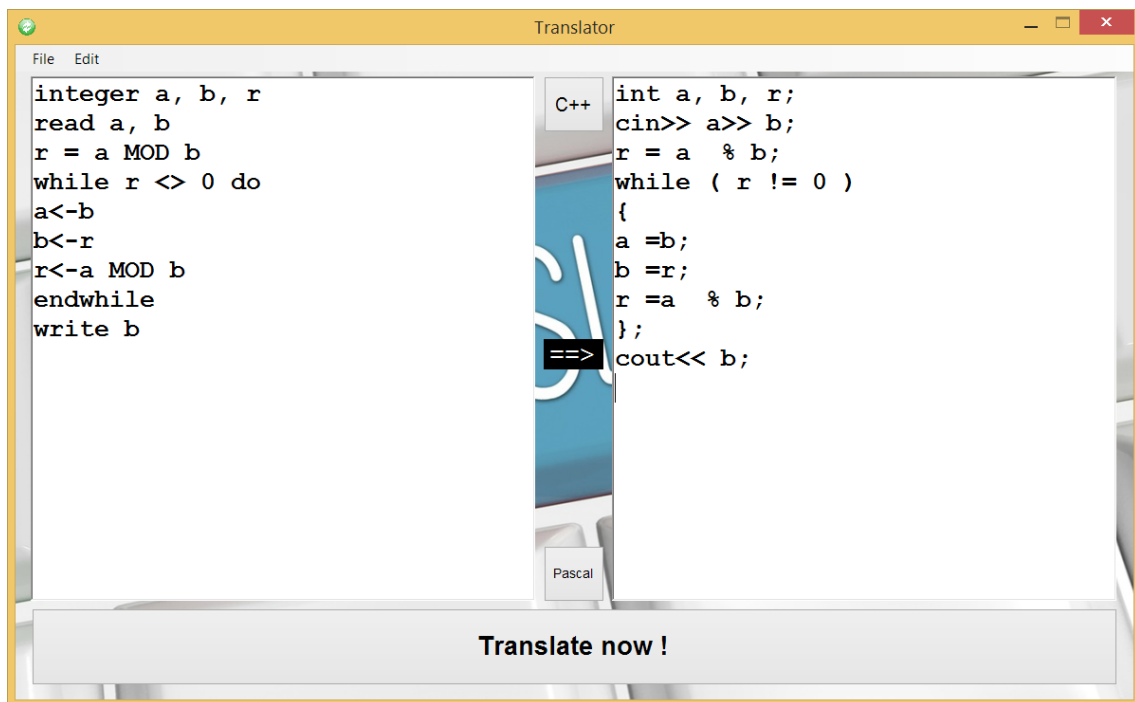 Translator
File Edit
integer a, b, r
read a, b
r = a MOD b
while r <> 0 do
a<-b
b<-r
r<-a MOD b
endwhile
write b
C++
==>
Pascal
int a, b, r;
cin>> a>> b;
r = a  % b;
while ( r != 0 )
{
a =b;
b =r;
r =a  % b;
};
cout<< b;
Translate now !